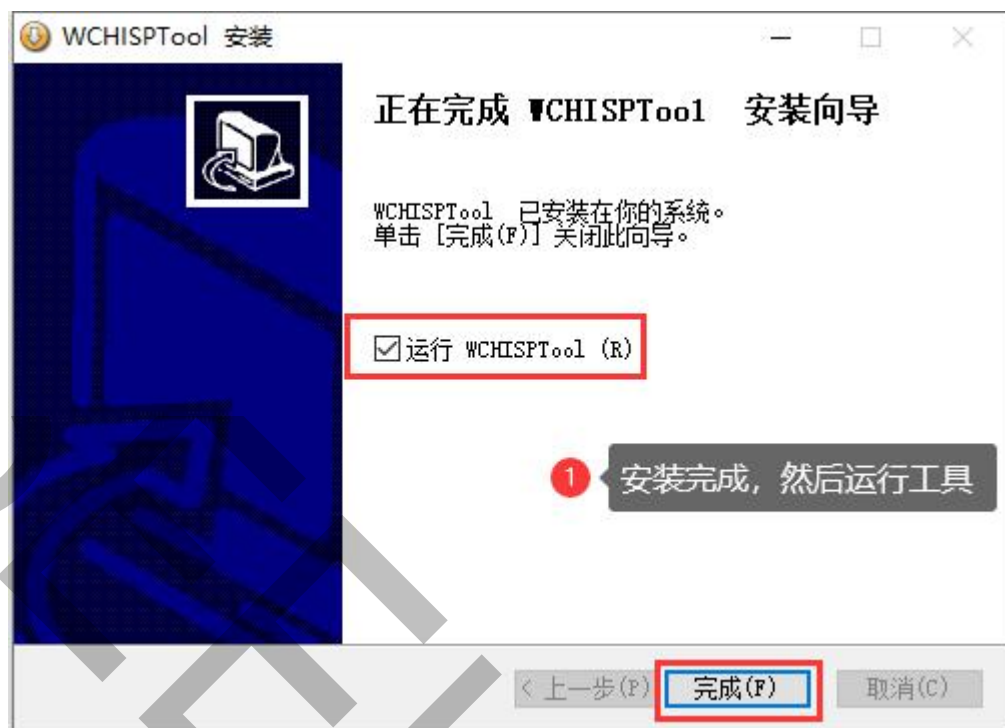 WCHISPTool 安装
正在完成 WCHISPTool 安装向导
WCHISPTool 已安装在你的系统。
单击 [完成(F)] 关闭此向导。
运行 WCHISPTool (R)
1 安装完成，然后运行工具
< 上一步(P) 完成(F) 取消(C)